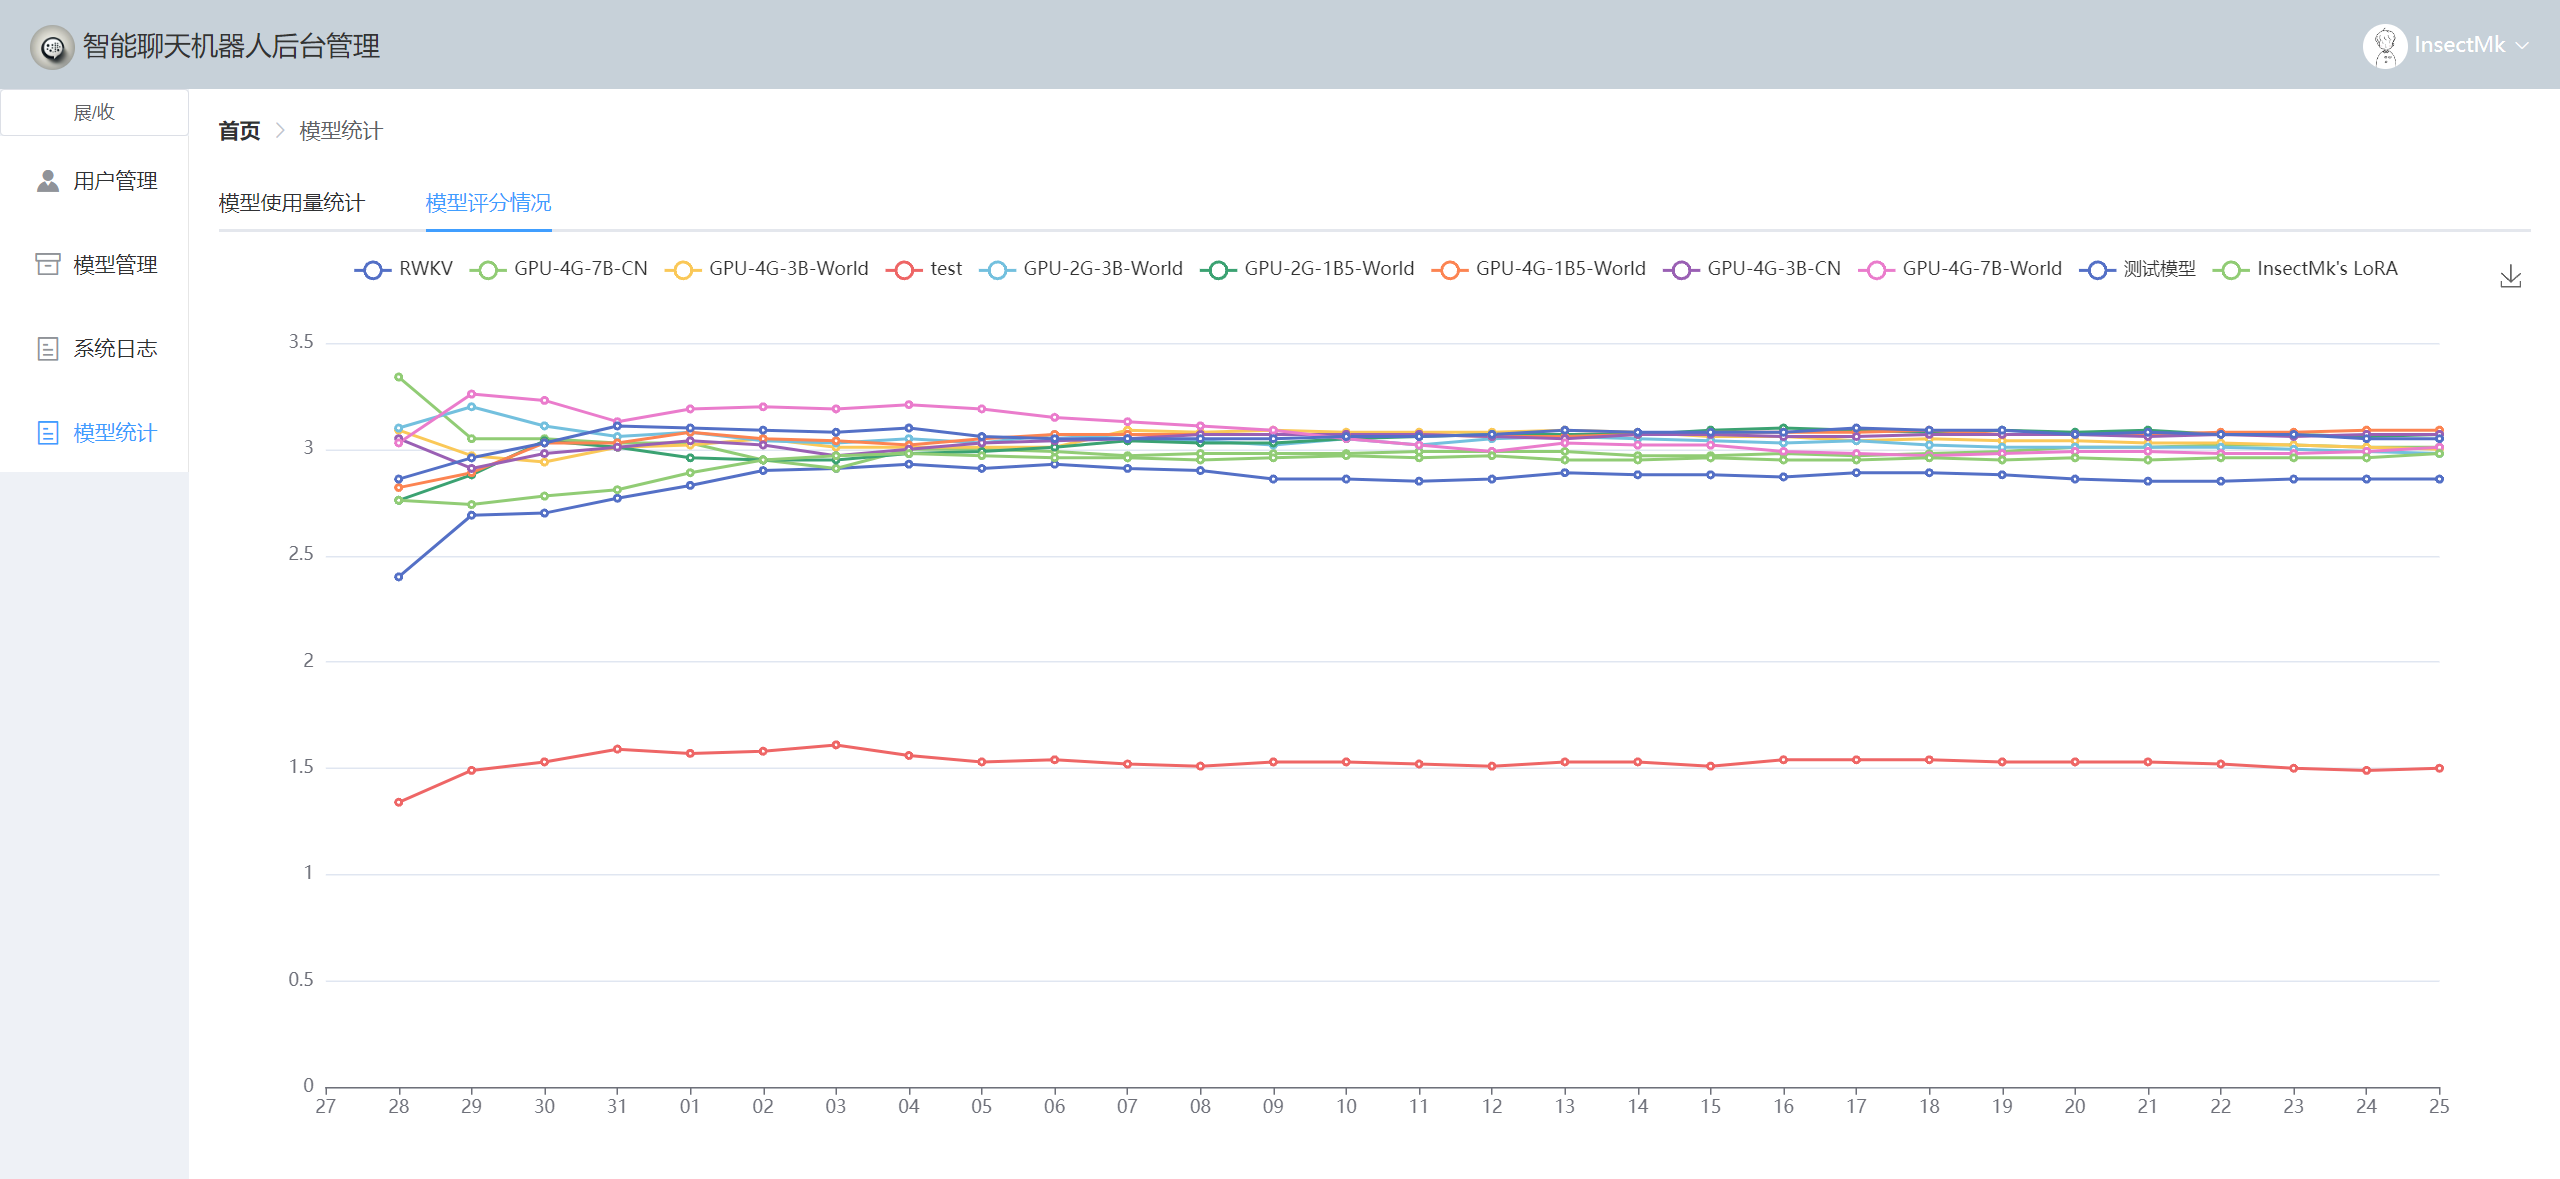 智能聊天机器人后台管理
InsectMk
展/收
用户管理
模型管理
系统日志
模型统计
首页 > 模型统计
模型使用量统计 模型评分情况
RWKV GPU-4G-7B-CN GPU-4G-3B-World test GPU-2G-3B-World GPU-2G-1B5-World GPU-4G-1B5-World GPU-4G-3B-CN GPU-4G-7B-World 测试模型 InsectMk's LoRA
3.5
3
2.5
2
1.5
1
0.5
0
27 28 29 30 31 01 02 03 04 05 06 07 08 09 10 11 12 13 14 15 16 17 18 19 20 21 22 23 24 25